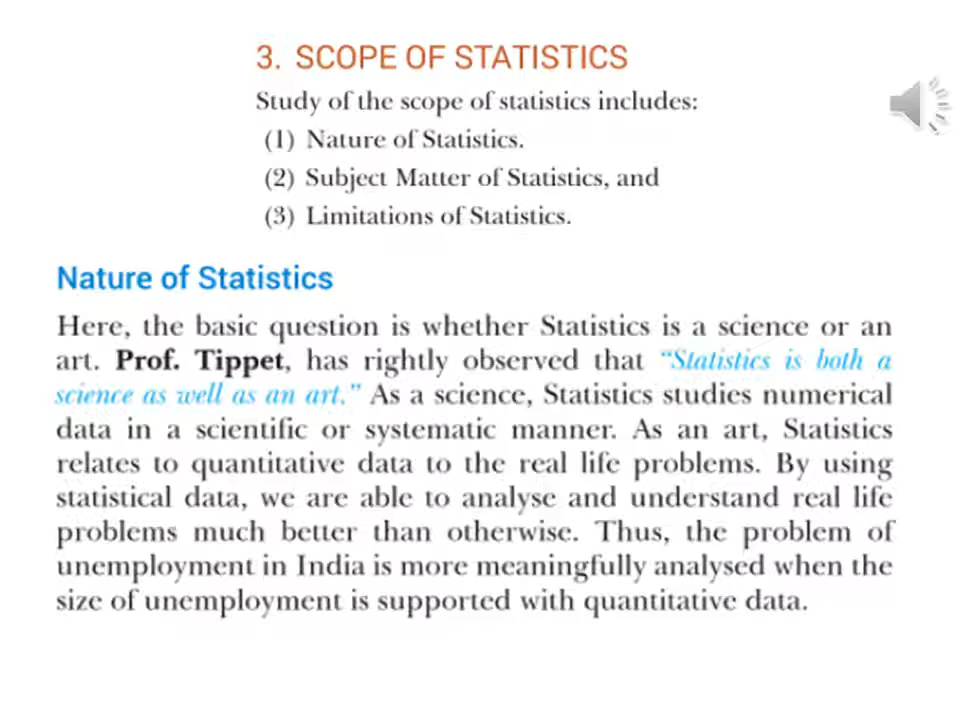 3. SCOPE OF STATISTICS
Study of the scope of statistics includes:
(1) Nature of Statistics.
(2) Subject Matter of Statistics, and
(3) Limitations of Statistics.
Nature of Statistics
Here, the basic question is whether Statistics is a science or an
art. Prof. Tippet, has rightly observed that “Statistics is both a
science as well as an art.” As a science, Statistics studies numerical
data in a scientific or systematic manner. As an art, Statistics
relates to quantitative data to the real life problems. By using
statistical data, we are able to analyse and understand real life
problems much better than otherwise. Thus, the problem of
unemployment in India is more meaningfully analysed when the
size of unemployment is supported with quantitative data.